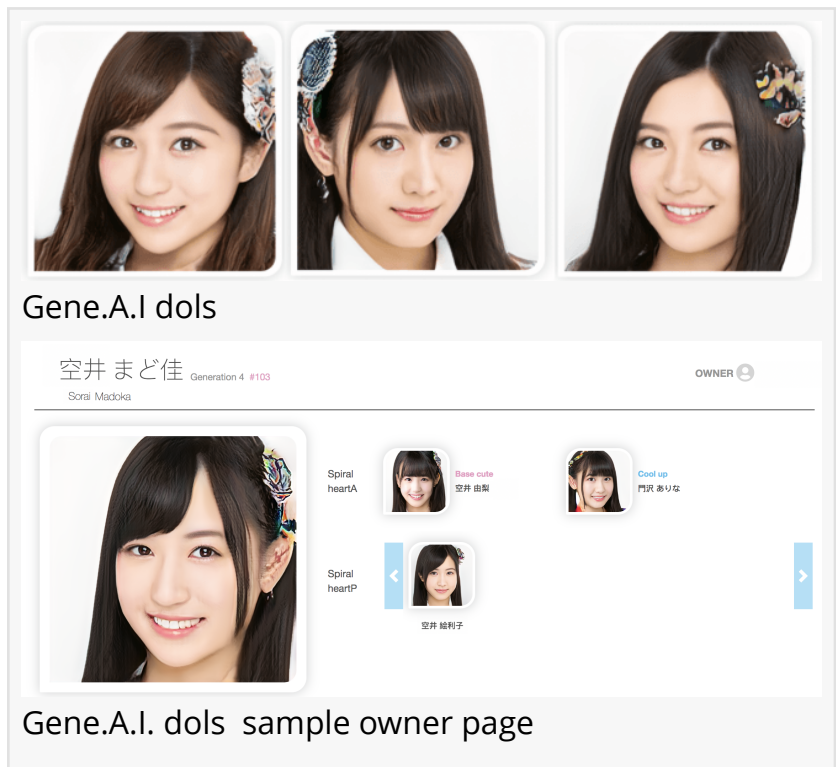 Gene.A.I dols
空井 まど佳 Generation 4 #103
OWNER
Sorai Madoka
Spiral
heartA
Base cute
空井 由梨
Cool up
門沢 ありな
Spiral
heartP
空井 絵利子
Gene.A.I. dols sample owner page